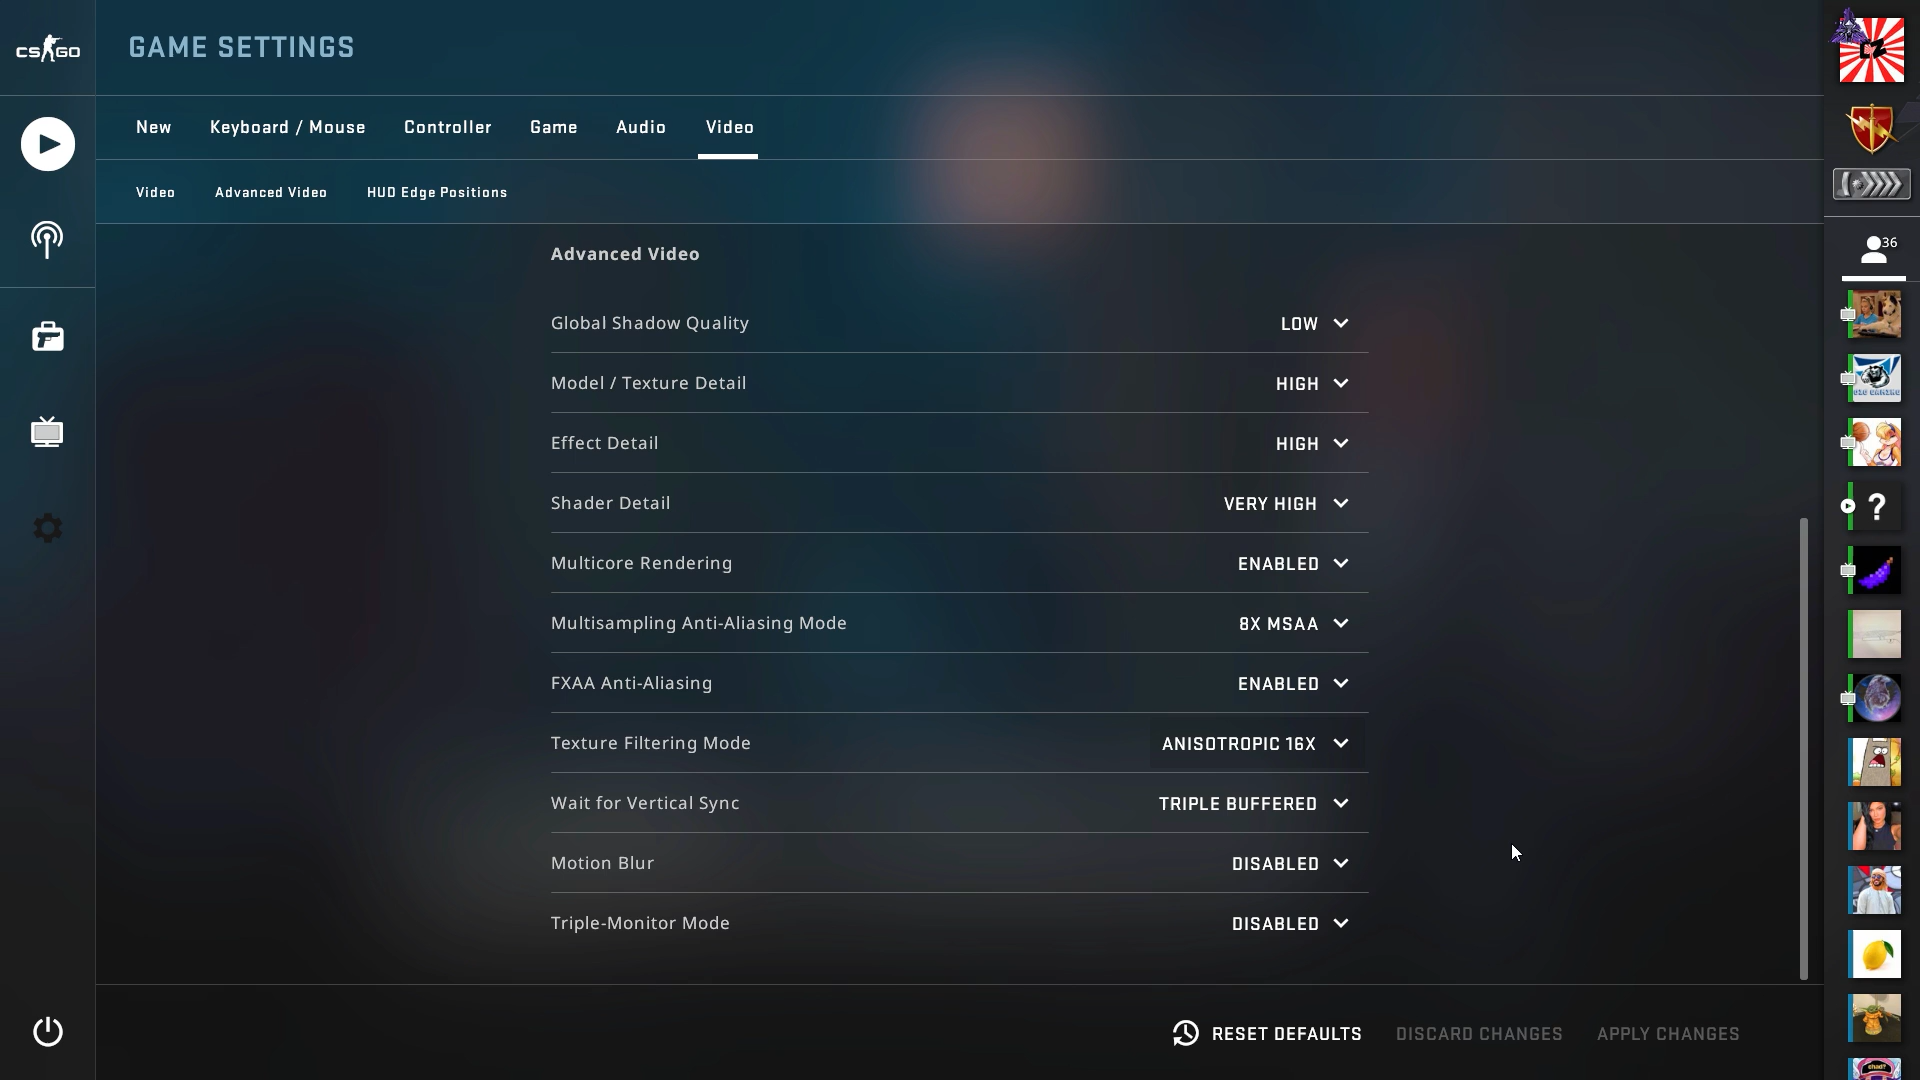 CS GO
GAME SETTINGS
New Keyboard / Mouse Controller Game Audio Video
Video Advanced Video HUD Edge Positions
36
Advanced Video
Global Shadow Quality LOW
Model / Texture Detail HIGH
Effect Detail HIGH
Shader Detail VERY HIGH
Multicore Rendering ENABLED
Multisampling Anti-Aliasing Mode 8X MSAA
FXAA Anti-Aliasing ENABLED
Texture Filtering Mode ANISOTROPIC 16X
Wait for Vertical Sync TRIPLE BUFFERED
Motion Blur DISABLED
Triple-Monitor Mode DISABLED
?
RESET DEFAULTS DISCARD CHANGES APPLY CHANGES